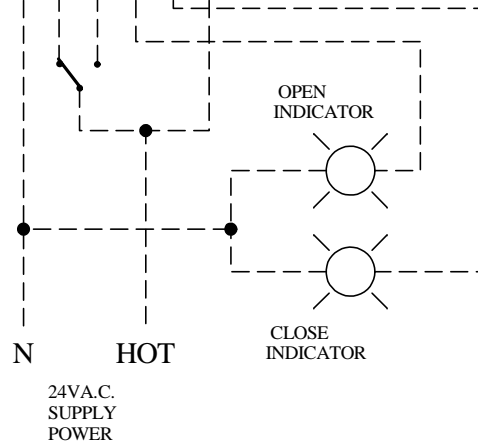 OPEN
INDICATOR
CLOSE
INDICATOR
N
HOT
24VA.C.
SUPPLY
POWER